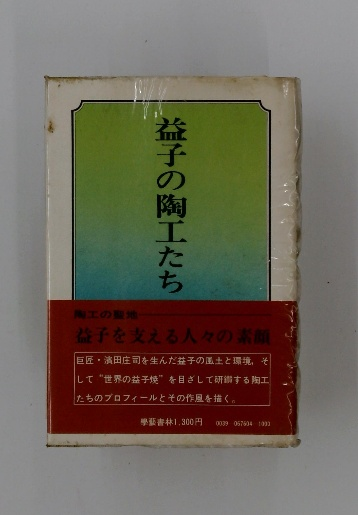 益子の陶工たち
陶工の聖地
益子を支える人々の素顔
巨匠・濱田庄司を生んだ益子の風土と環境，そ
して“世界の益子焼”を目ざして研鑽する陶工
たちのプロフィールとその作風を描く。
學藝書林1,300円
0039 067604 1093